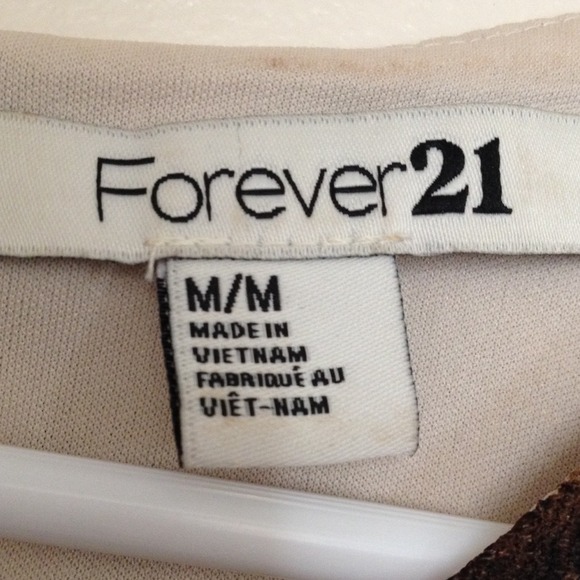 Forever21
M/M
MADE IN
VIETNAM
FABRIQUÉ AU
VIÊT-NAM